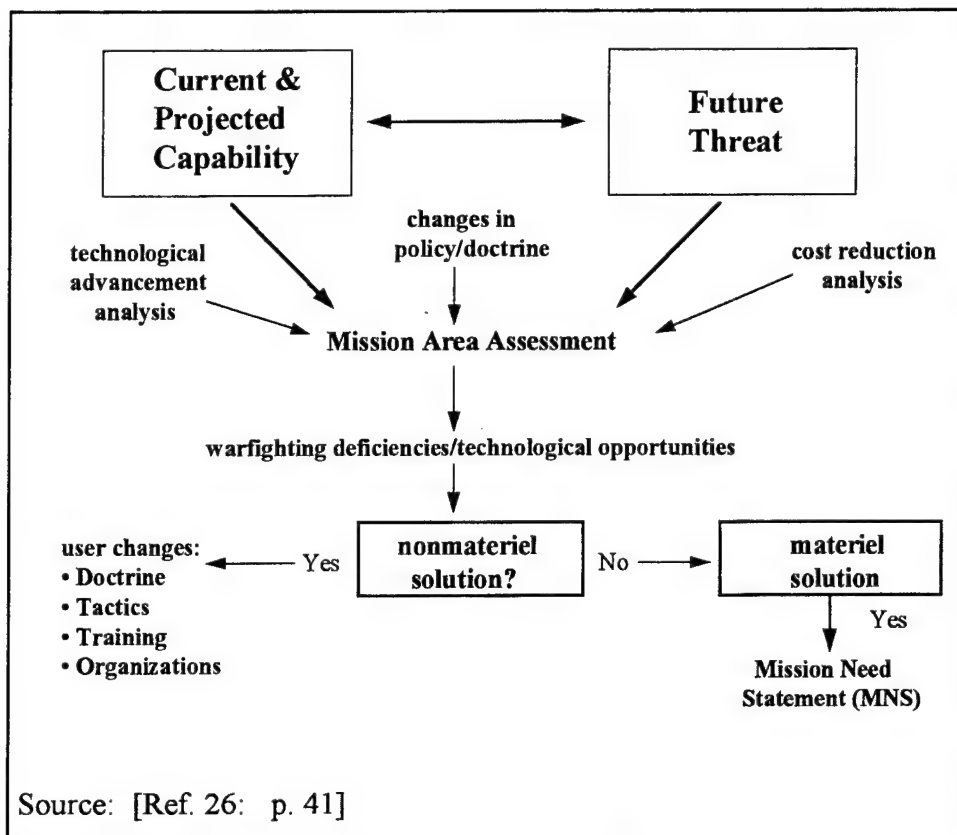 Current &
Projected
Capability
Future
Threat
changes in
policy/doctrine
technological
advancement
analysis
cost reduction
analysis
Mission Area Assessment
warfighting deficiencies/technological opportunities
user changes:
• Doctrine
• Tactics
• Training
• Organizations
Yes
nonmateriel
solution?
No
materiel
solution
Yes
Mission Need
Statement (MNS)
Source: [Ref. 26: p. 41]